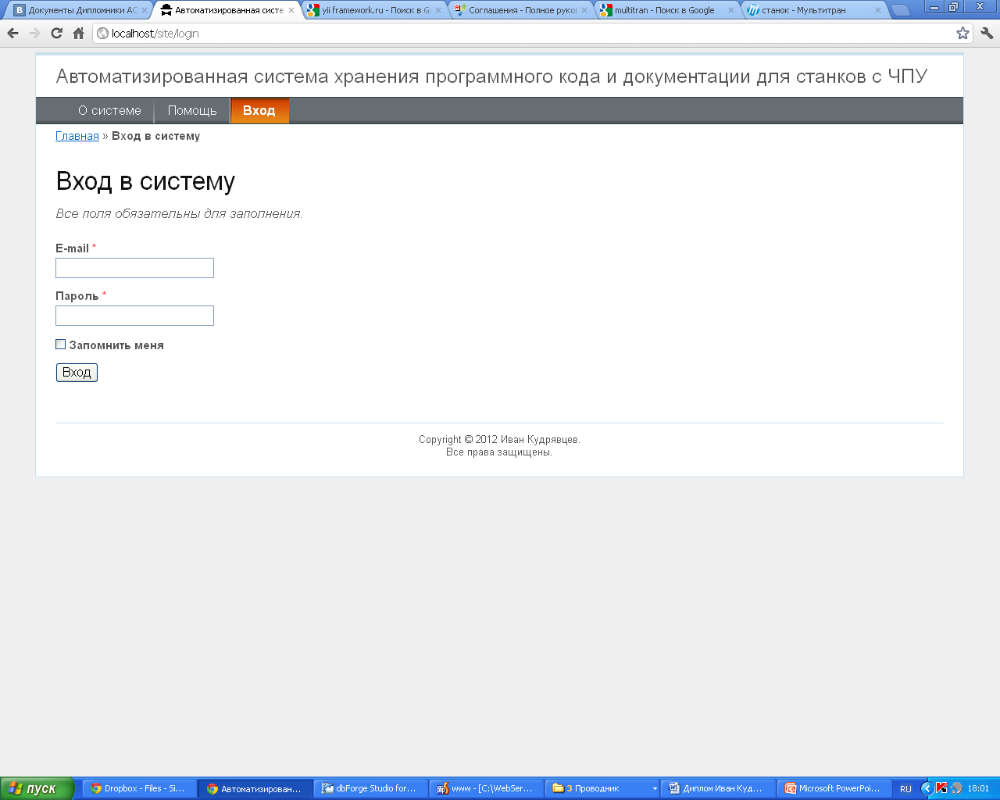 Документы Дипломники АС
Автоматизированная систе
yii framework.ru - Поиск в Go
Соглашения - Полное руко
multitran - Поиск в Google
станок - Мультитран
localhost/site/login
Автоматизированная система хранения программного кода и документации для станков с ЧПУ
О системе
Помощь
Вход
Главная » Вход в систему
Вход в систему
Все поля обязательны для заполнения.
E-mail *
Пароль *
Запомнить меня
Вход
Copyright © 2012 Иван Кудрявцев.
Все права защищены.
пуск
Dropbox - Files - Si...
Автоматизирован...
dbForge Studio for...
www - [C:\WebSer...
3 Проводник
Диплом Иван Куд...
Microsoft PowerPoi...
RU
18:01